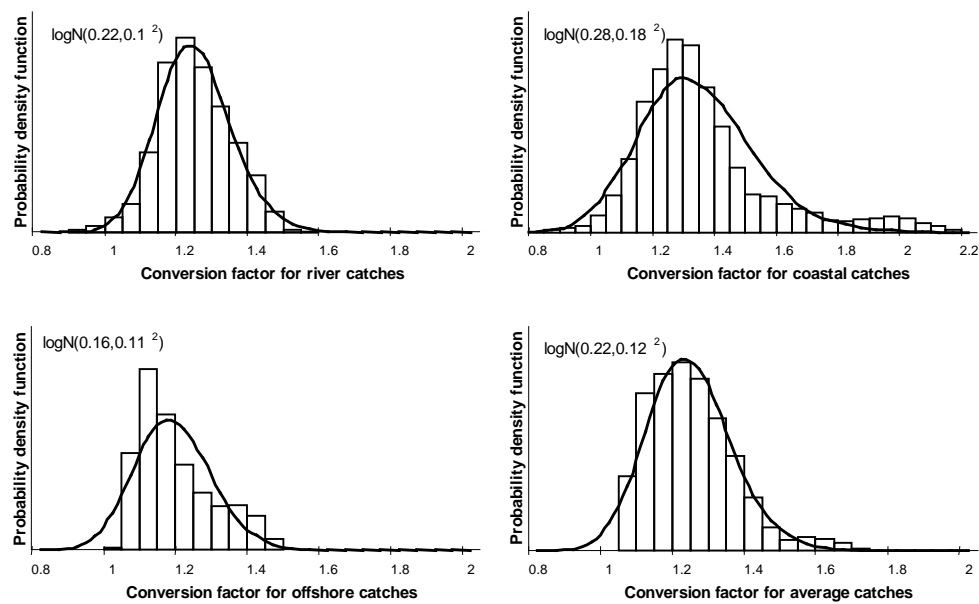 logN(0.22,0.1 ²)
Probability density function
0.8 1 1.2 1.4 1.6 1.8 2
Conversion factor for river catches
logN(0.28,0.18 ²)
Probability density function
0.8 1 1.2 1.4 1.6 1.8 2 2.2
Conversion factor for coastal catches
logN(0.16,0.11 ²)
Probability density function
0.8 1 1.2 1.4 1.6 1.8 2
Conversion factor for offshore catches
logN(0.22,0.12 ²)
Probability density function
0.8 1 1.2 1.4 1.6 1.8 2
Conversion factor for average catches